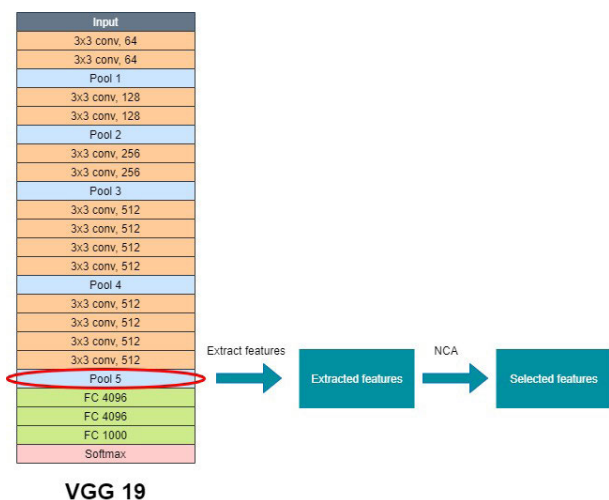 Input
3x3 conv, 64
3x3 conv, 64
Pool 1
3x3 conv, 128
3x3 conv, 128
Pool 2
3x3 conv, 256
3x3 conv, 256
Pool 3
3x3 conv, 512
3x3 conv, 512
3x3 conv, 512
3x3 conv, 512
Pool 4
3x3 conv, 512
3x3 conv, 512
3x3 conv, 512
3x3 conv, 512
Pool 5
FC 4096
FC 4096
FC 1000
Softmax
VGG 19
Extract features
Extracted features
NCA
Selected features